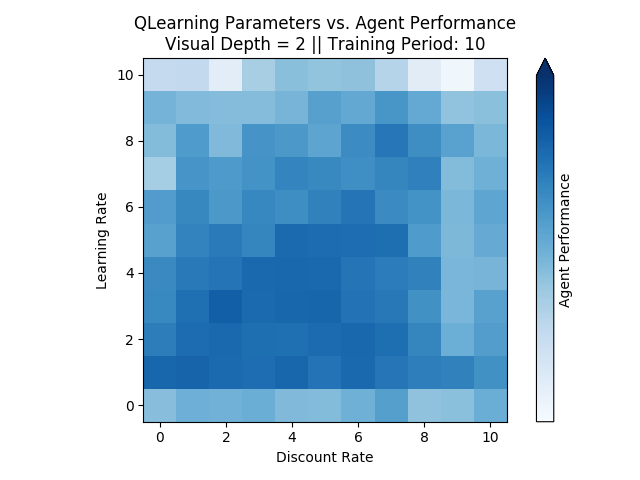 QLearning Parameters vs. Agent Performance
Visual Depth = 2 || Training Period: 10
10
8
6
4
2
0
Learning Rate
0 2 4 6 8 10
Discount Rate
Agent Performance